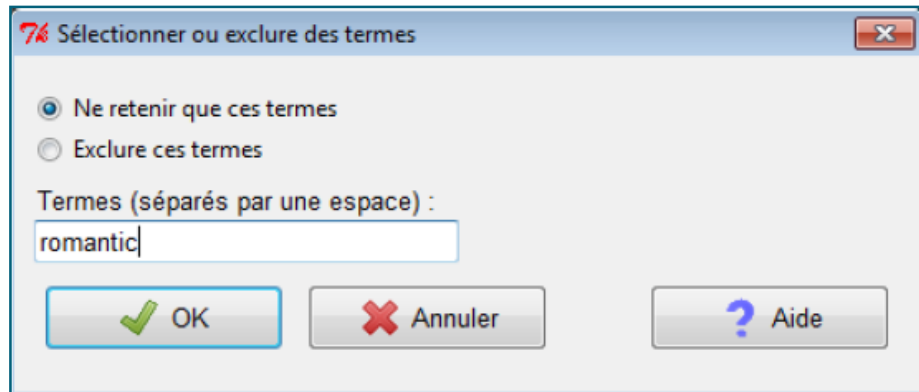 Sélectionner ou exclure des termes
Ne retenir que ces termes
Exclure ces termes
Termes (séparés par une espace) :
romantic
OK Annuler ? Aide